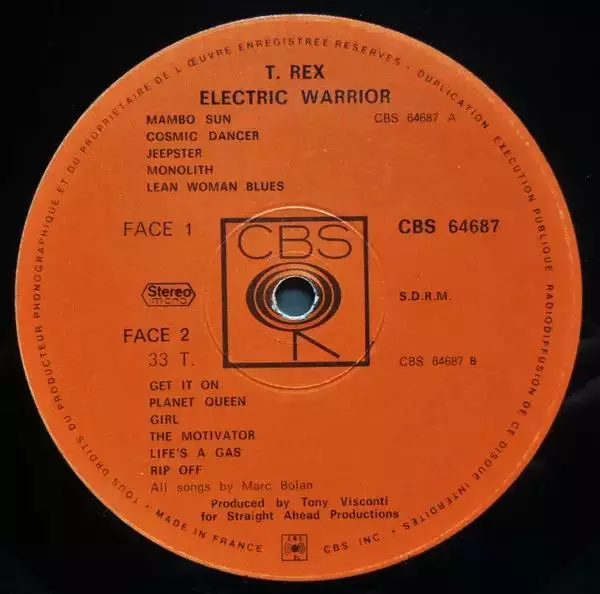 TOUS DROITS DU PRODUCTEUR PHONOGRAPHIQUE ET DU PROPRIETAIRE DE L'ŒUVRE ENREGISTREE RESERVES · DUPLICATION EXECUTION PUBLIQUE RADIODIFFUSION DE CE DISQUE INTERDITES
T. REX
ELECTRIC WARRIOR
MAMBO SUN
CBS 64687 A
COSMIC DANCER
JEEPSTER
MONOLITH
LEAN WOMAN BLUES
FACE 1
CBS
CBS 64687
Stereo
mono
S.D.R.M.
FACE 2
33 T.
CBS 64687 B
GET IT ON
PLANET QUEEN
GIRL
THE MOTIVATOR
LIFE'S A GAS
RIP OFF
All songs by Marc Bolan
Produced by Tony Visconti
for Straight Ahead Productions
· MADE IN FRANCE
CBS
CBS INC ·